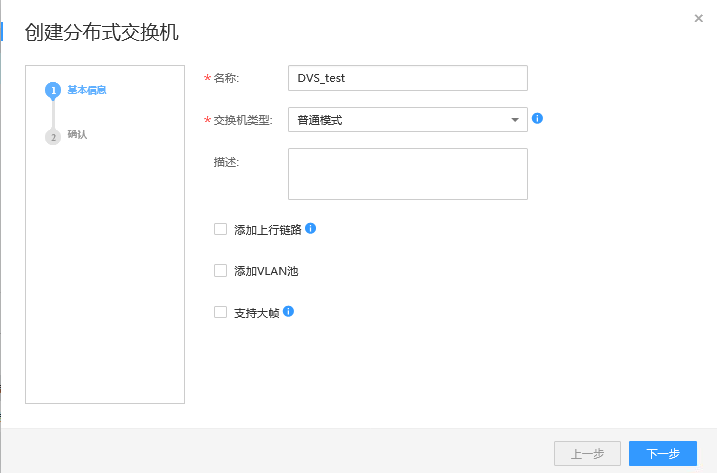 创建分布式交换机
1 基本信息
2 确认
* 名称: DVS_test
* 交换机类型: 普通模式
描述:
添加上行链路
添加VLAN池
支持大帧
上一步 下一步